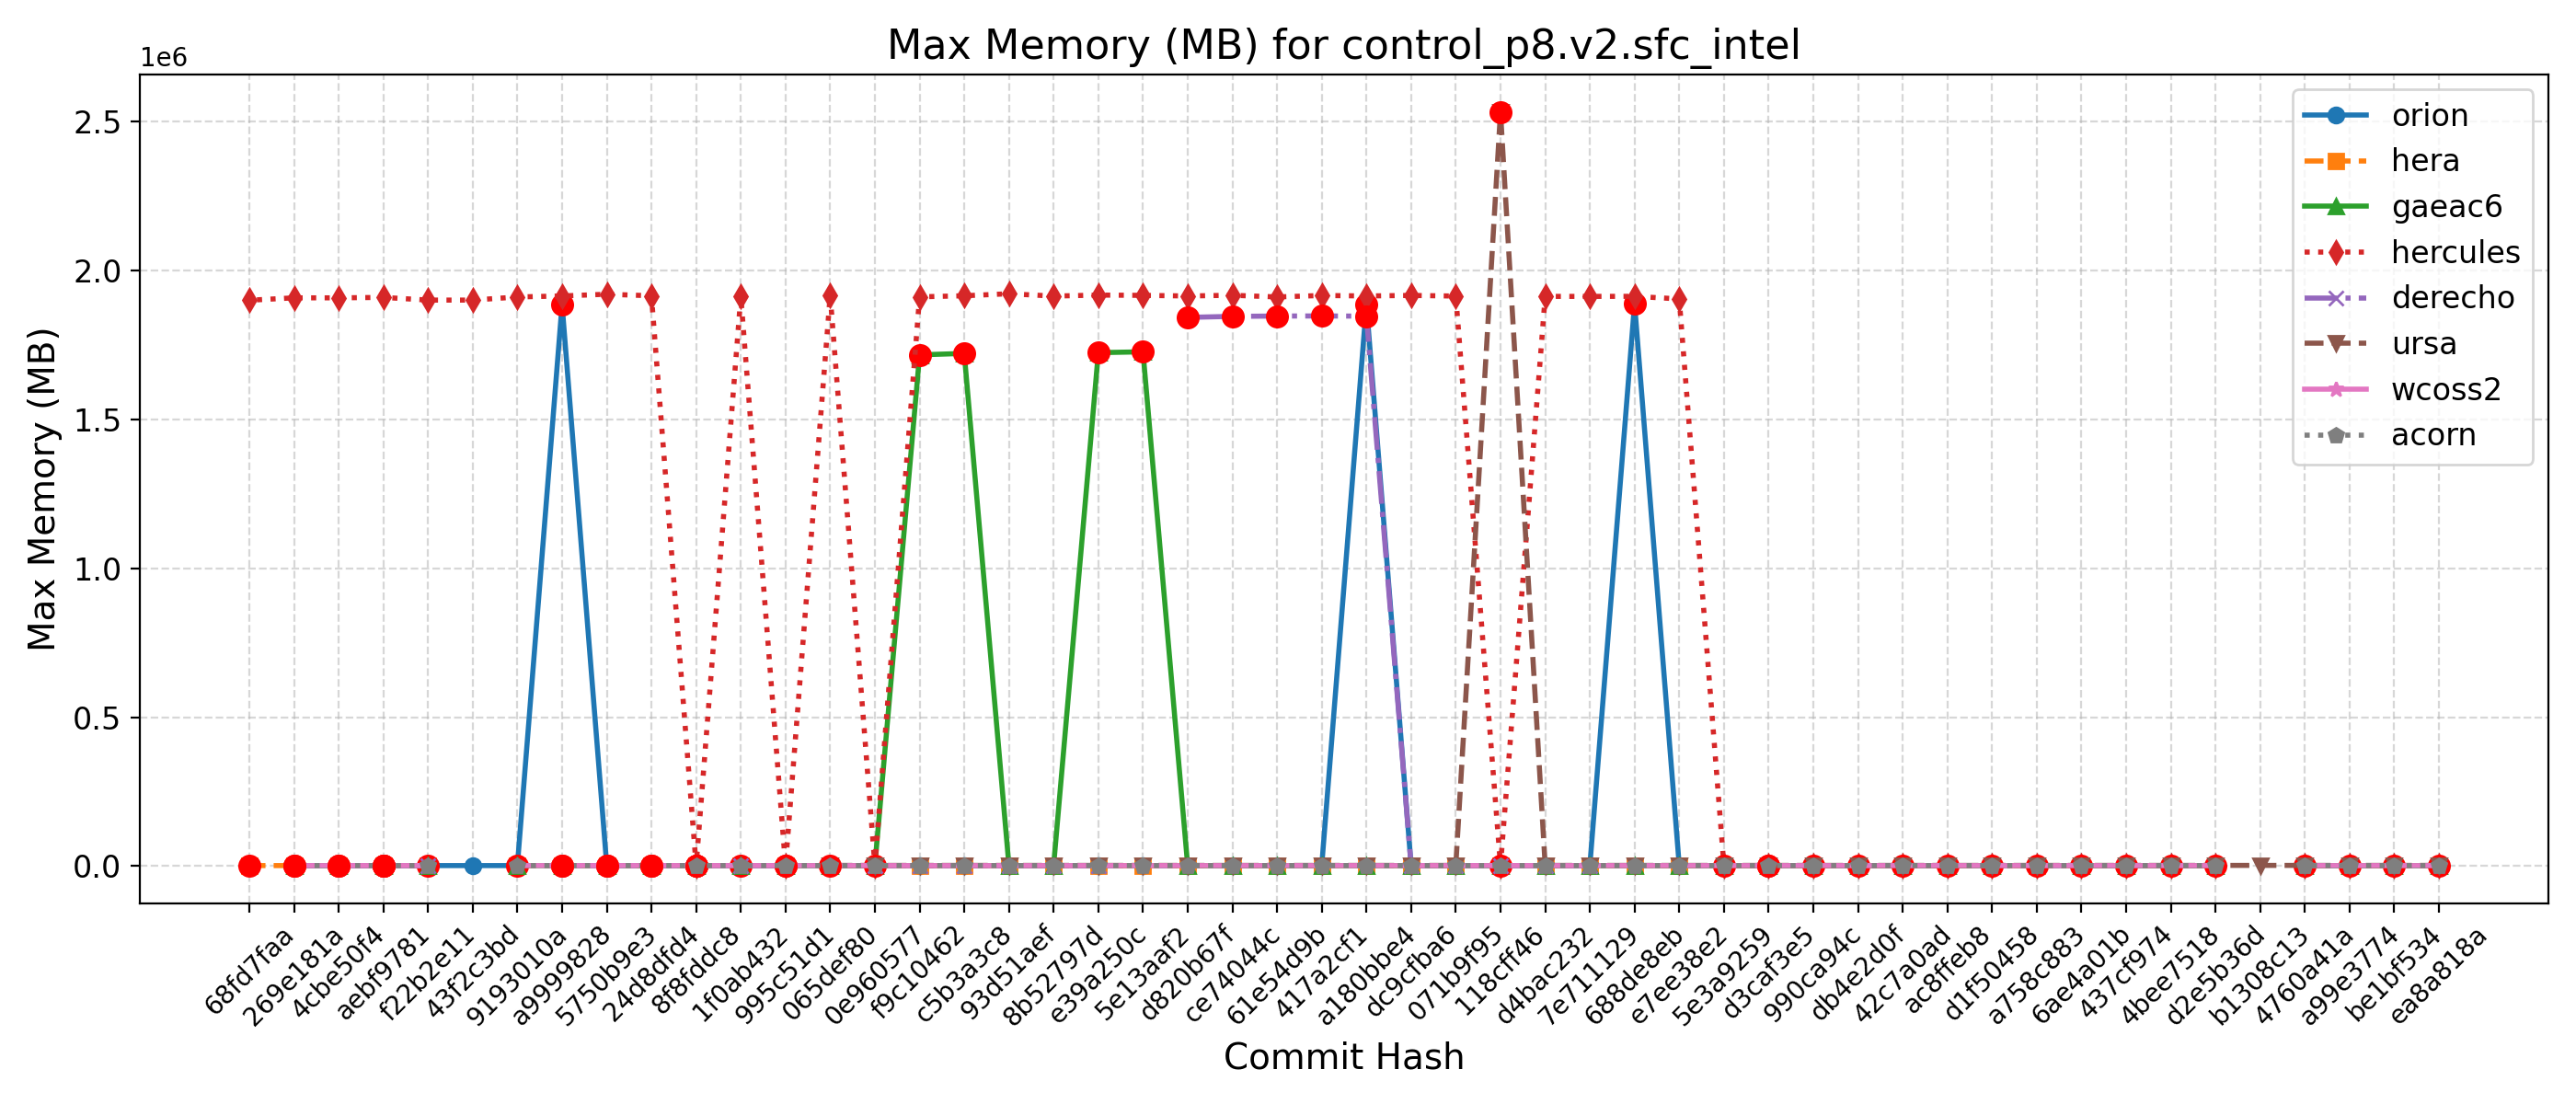 Max Memory (MB) for control_p8.v2.sfc_intel
1e6
2.5
2.0
1.5
1.0
0.5
0.0
Max Memory (MB)
orion
hera
gaeac6
hercules
derecho
ursa
wcoss2
acorn
68fd7faa
269e181a
4cbe50f4
aebf9781
f22b2e11
43f2c3bd
9193010a
a9999828
5750b9e3
24d8dfd4
8f8fddc8
1f0ab432
995c51d1
065def80
0e960577
f9c10462
c5b3a3c8
93d51aef
8b52797d
e39a250c
5e13aaf2
d820b67f
ce74044c
61e54d9b
417a2cf1
a180bbe4
dc9cfba6
071b9f95
118cff46
d4bac232
7e711129
688de8eb
e7ee38e2
5e3a9259
d3caf3e5
990ca94c
db4e2d0f
42c7a0ad
ac8ffeb8
d1f50458
a758c883
6ae4a01b
437cf974
4bee7518
d2e5b36d
b1308c13
4760a41a
a99e3774
be1bf534
ea8a818a
Commit Hash